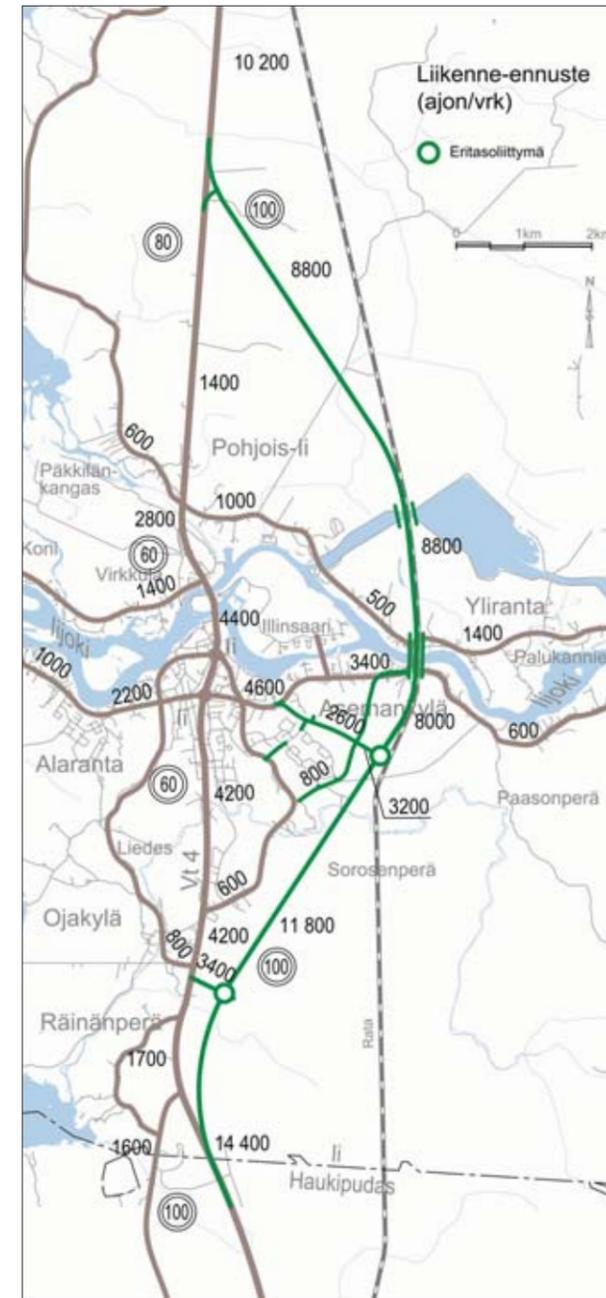 10 200
Liikenne-ennuste
(ajon/vrk)
Eritasoliittymä
100
80
0 1km 2km
8800
N
1400
600
Pohjois-Ii
Päkkilän-
kangas
1000
2800
8800
60
Virkkula
1400
500
Yliranta
4400
Illinsaari
1400
Iijoki
Ii
3400
Palukannie
1000
2200
4600
Asemankylä
Iijoki
Ii
2600
8000
600
Alaranta
60
4200
800
3200
Paasonperä
Liedes
Vt 4
Sorosenperä
600
Ojakylä
11 800
800
4200
3400
100
Räinänperä
Rata
1700
1600
14 400
Ii
Haukipudas
100